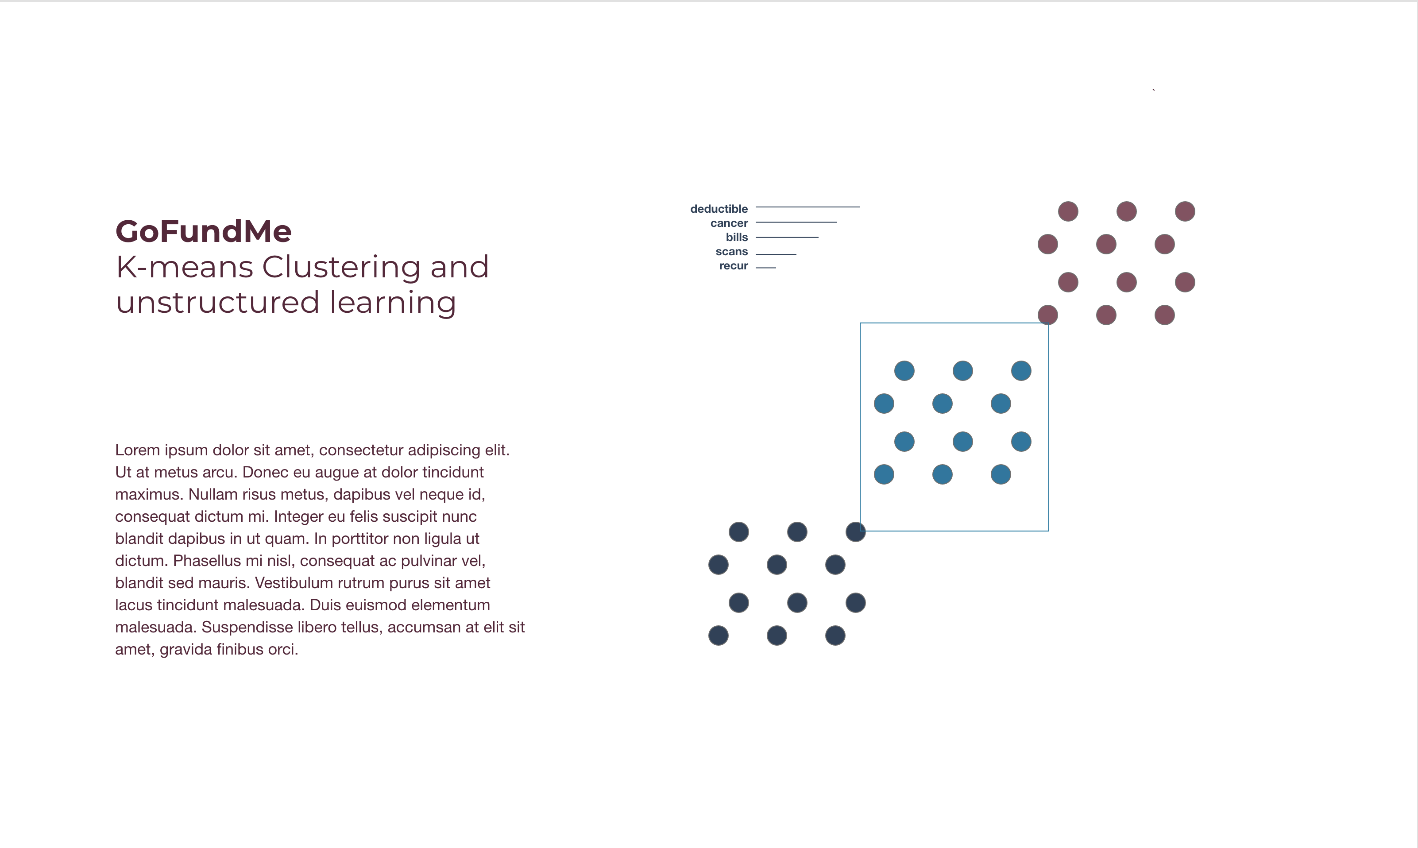 GoFundMe
K-means Clustering and
unstructured learning
Lorem ipsum dolor sit amet, consectetur adipiscing elit.
Ut at metus arcu. Donec eu augue at dolor tincidunt
maximus. Nullam risus metus, dapibus vel neque id,
consequat dictum mi. Integer eu felis suscipit nunc
blandit dapibus in ut quam. In porttitor non ligula ut
dictum. Phasellus mi nisl, consequat ac pulvinar vel,
blandit sed mauris. Vestibulum rutrum purus sit amet
lacus tincidunt malesuada. Duis euismod elementum
malesuada. Suspendisse libero tellus, accumsan at elit sit
amet, gravida finibus orci.
deductible
cancer
bills
scans
recur
`